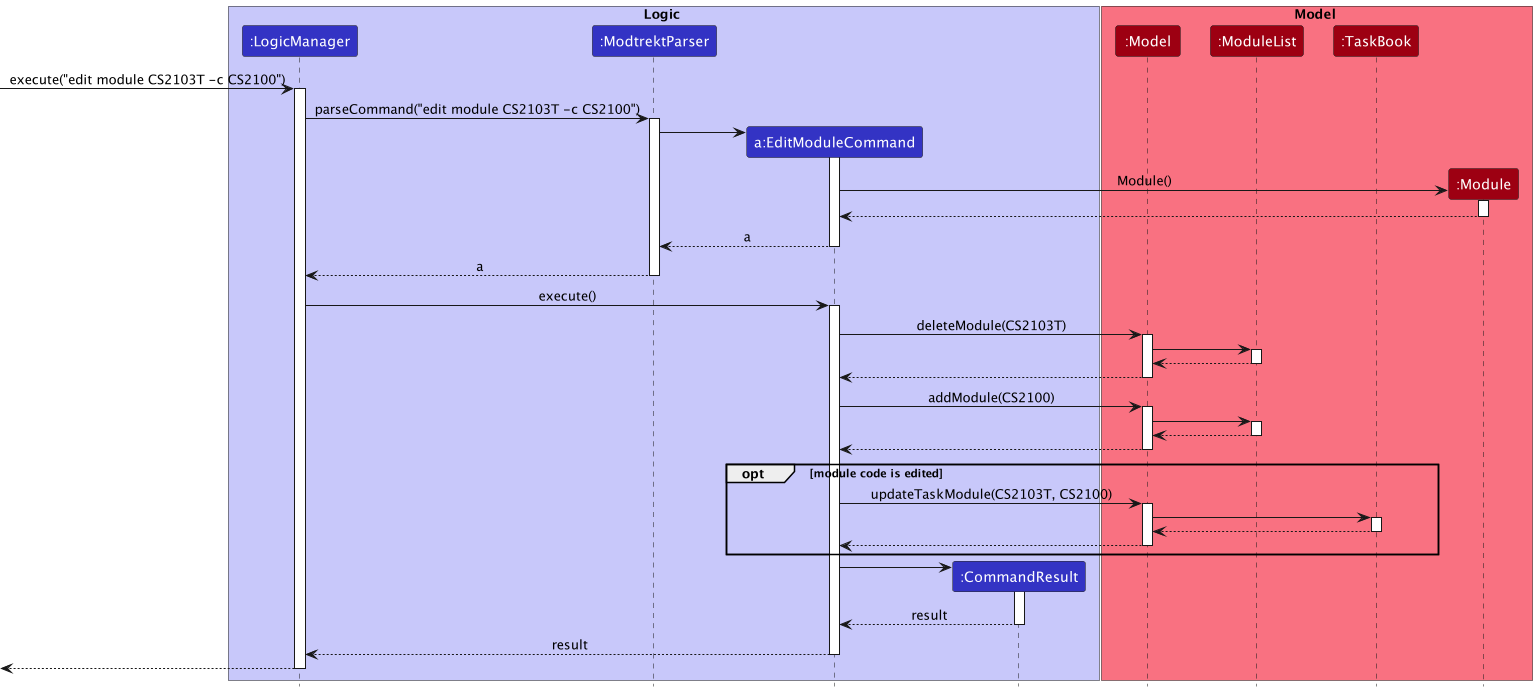 Logic
Model
:LogicManager
:ModtrektParser
:Model
:ModuleList
:TaskBook
execute("edit module CS2103T -c CS2100")
parseCommand("edit module CS2103T -c CS2100")
a:EditModuleCommand
Module()
:Module
a
a
execute()
deleteModule(CS2103T)
addModule(CS2100)
opt [module code is edited]
updateTaskModule(CS2103T, CS2100)
:CommandResult
result
result